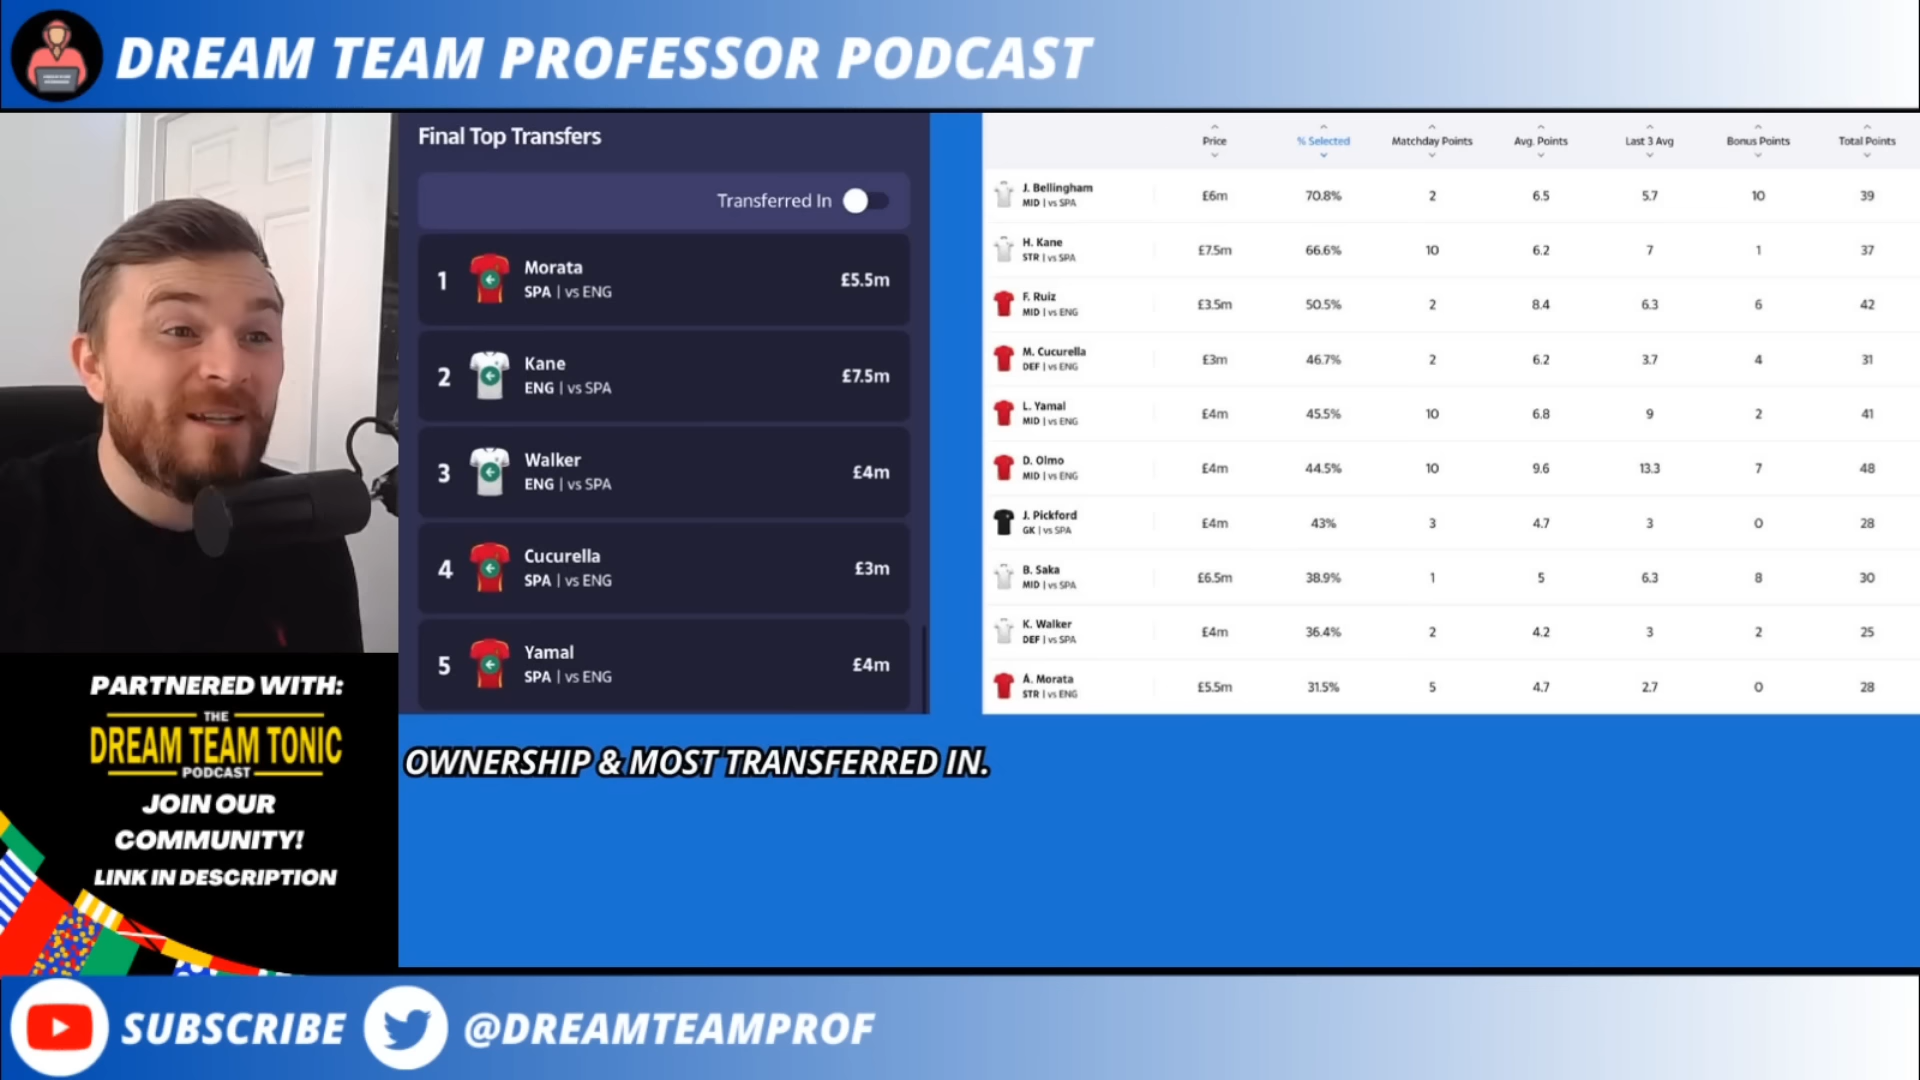 DREAM TEAM PROFESSOR PODCAST
Final Top Transfers
Transferred In
1 Morata £5.5m
SPA | vs ENG
2 Kane £7.5m
ENG | vs SPA
3 Walker £4m
ENG | vs SPA
4 Cucurella £3m
SPA | vs ENG
5 Yamal £4m
SPA | vs ENG
Price % Selected Matchday Points Avg. Points Last 3 Avg Bonus Points Total Points
J. Bellingham £6m 70.8% 2 6.5 5.7 10 39
MID | vs SPA
H. Kane £7.5m 66.6% 10 6.2 7 1 37
STR | vs SPA
F. Ruiz £3.5m 50.5% 2 8.4 6.3 6 42
MID | vs ENG
M. Cucurella £3m 46.7% 2 6.2 3.7 4 31
DEF | vs ENG
L. Yamal £4m 45.5% 10 6.8 9 2 41
MID | vs ENG
D. Olmo £4m 44.5% 10 9.6 13.3 7 48
MID | vs ENG
J. Pickford £4m 43% 3 4.7 3 0 28
GK | vs SPA
B. Saka £6.5m 38.9% 1 5 6.3 8 30
MID | vs SPA
K. Walker £4m 36.4% 2 4.2 3 2 25
DEF | vs SPA
Á. Morata £5.5m 31.5% 5 4.7 2.7 0 28
STR | vs ENG
PARTNERED WITH:
THE
DREAM TEAM TONIC
PODCAST
JOIN OUR
COMMUNITY!
LINK IN DESCRIPTION
OWNERSHIP & MOST TRANSFERRED IN.
SUBSCRIBE @DREAMTEAMPROF